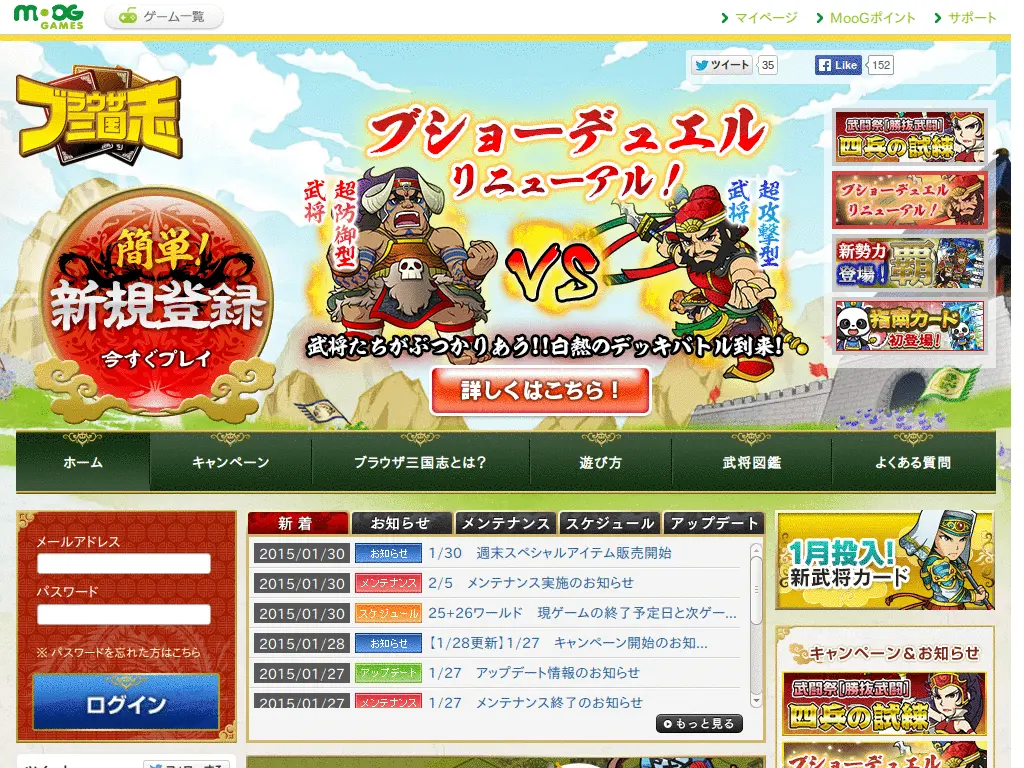 MOOG
GAMES
ゲーム一覧
マイページ
MooGポイント
サポート
ツイート
35
Like
152
ブラウザ
三国志
ブショーデュエル
リニューアル！
超防御型
武将
VS
超攻撃型
武将
武将たちがぶつかりあう!!白熱のデッキバトル到来!
詳しくはこちら！
簡単!
新規登録
今すぐプレイ
武闘祭[勝抜武闘]
四兵の試練
ブショーデュエル
リニューアル！
新勢力
登場!
覇
指南カード
初登場!
ホーム
キャンペーン
ブラウザ三国志とは？
遊び方
武将図鑑
よくある質問
メールアドレス
パスワード
※ パスワードを忘れた方はこちら
ログイン
新着
お知らせ
メンテナンス
スケジュール
アップデート
2015/01/30 お知らせ 1/30　週末スペシャルアイテム販売開始
2015/01/30 メンテナンス 2/5　メンテナンス実施のお知らせ
2015/01/30 スケジュール 25+26ワールド　現ゲームの終了予定日と次ゲー...
2015/01/28 お知らせ 【1/28更新】1/27　キャンペーン開始のお知...
2015/01/27 アップデート 1/27　アップデート情報のお知らせ
2015/01/27 メンテナンス 1/27　メンテナンス終了のお知らせ
もっと見る
1月投入!
新武将カード
キャンペーン＆お知らせ
武闘祭[勝抜武闘]
四兵の試練
ブショーデュエル